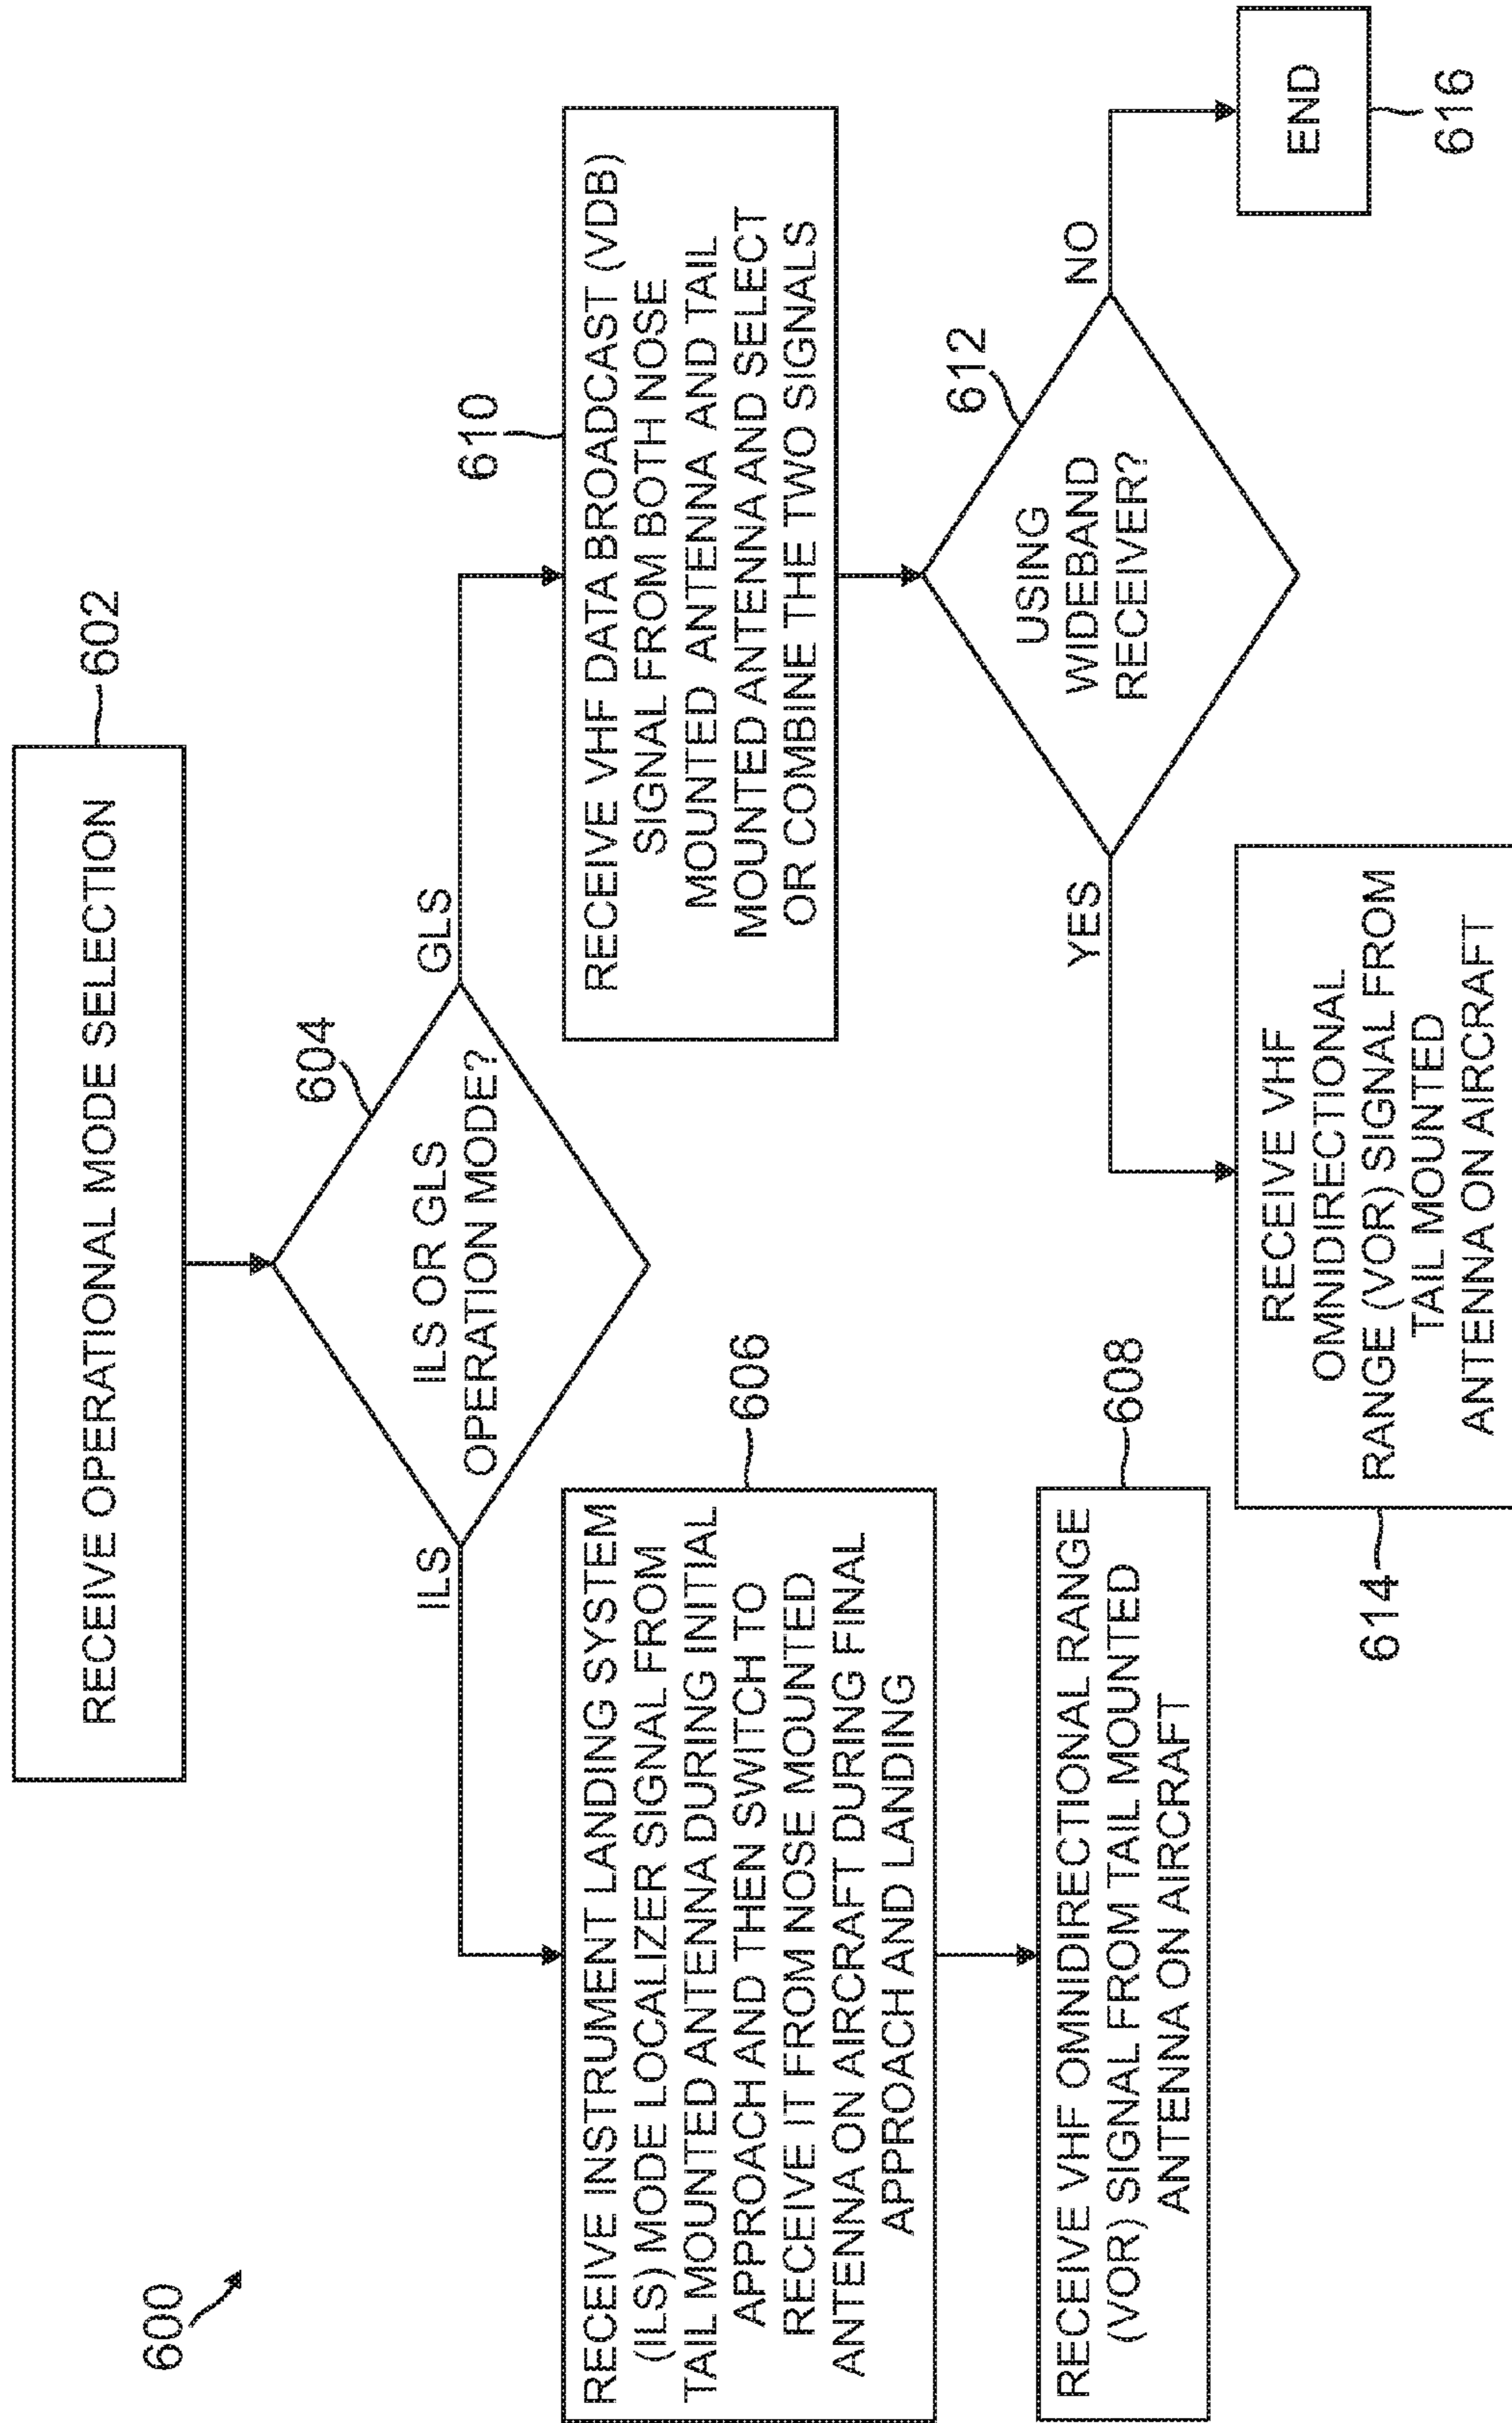 600
RECEIVE OPERATIONAL MODE SELECTION
602
604
ILS OR GLS
OPERATION MODE?
ILS
GLS
RECEIVE INSTRUMENT LANDING SYSTEM
(ILS) MODE LOCALIZER SIGNAL FROM
TAIL MOUNTED ANTENNA DURING INITIAL
APPROACH AND THEN SWITCH TO
RECEIVE IT FROM NOSE MOUNTED
ANTENNA ON AIRCRAFT DURING FINAL
APPROACH AND LANDING
606
RECEIVE VHF OMNIDIRECTIONAL RANGE
(VOR) SIGNAL FROM TAIL MOUNTED
ANTENNA ON AIRCRAFT
608
610
RECEIVE VHF DATA BROADCAST (VDB)
SIGNAL FROM BOTH NOSE
MOUNTED ANTENNA AND TAIL
MOUNTED ANTENNA AND SELECT
OR COMBINE THE TWO SIGNALS
612
USING
WIDEBAND
RECEIVER?
YES
NO
RECEIVE VHF
OMNIDIRECTIONAL
RANGE (VOR) SIGNAL FROM
TAIL MOUNTED
ANTENNA ON AIRCRAFT
614
END
616